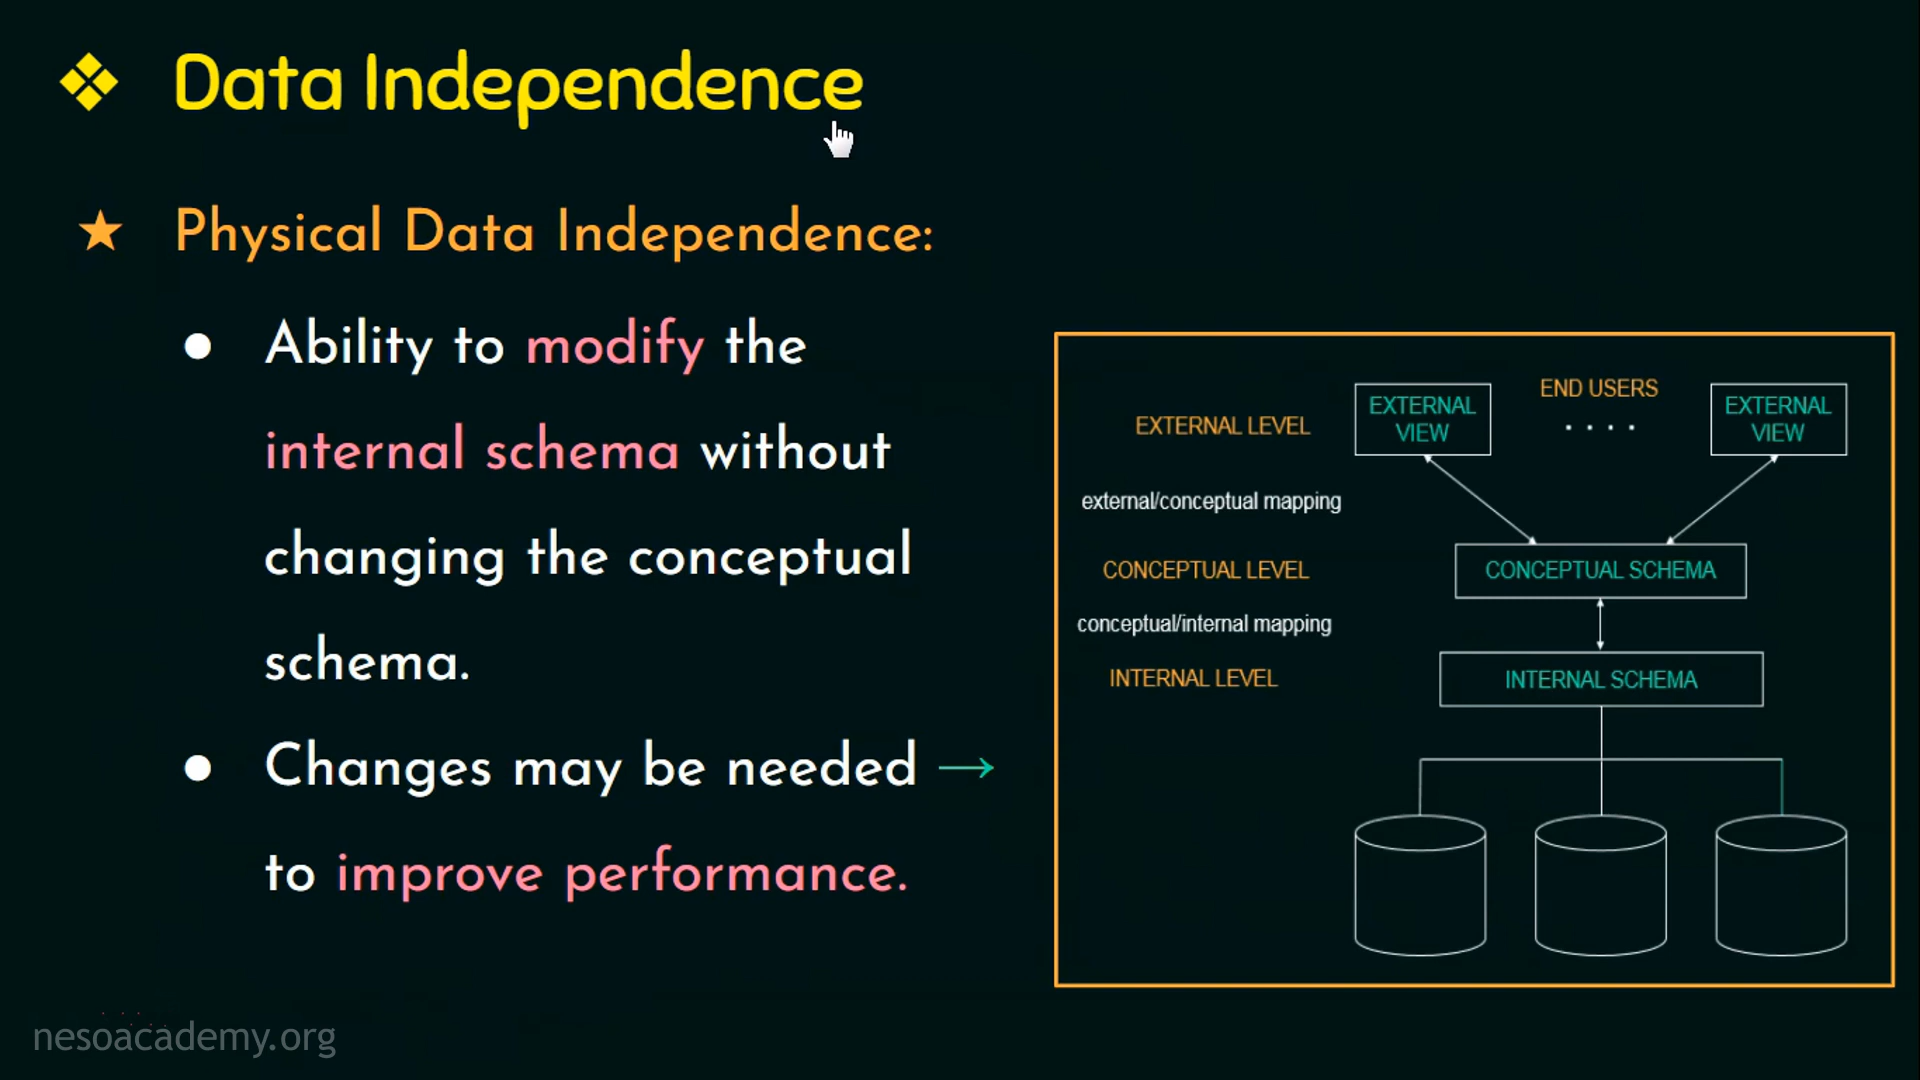 ❖ Data Independence
★ Physical Data Independence:
● Ability to modify the
internal schema without
changing the conceptual
schema.
● Changes may be needed →
to improve performance.
END USERS
EXTERNAL LEVEL
EXTERNAL
VIEW
. . . .
EXTERNAL
VIEW
external/conceptual mapping
CONCEPTUAL LEVEL
CONCEPTUAL SCHEMA
conceptual/internal mapping
INTERNAL LEVEL
INTERNAL SCHEMA
nesoacademy.org